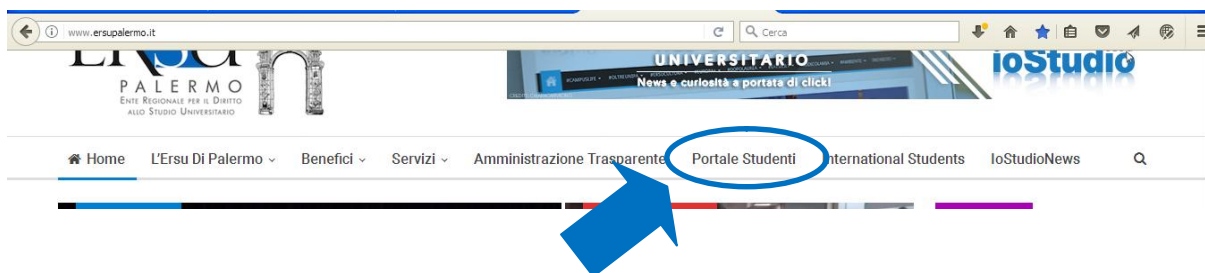 www.ersupalermo.it
Cerca
PALERMO
ENTE REGIONALE PER IL DIRITTO
ALLO STUDIO UNIVERSITARIO
UNIVERSITARIO
News e curiosità a portata di click!
ioStudio
Home L'Ersu Di Palermo Benefici Servizi Amministrazione Trasparente Portale Studenti International Students IoStudioNews